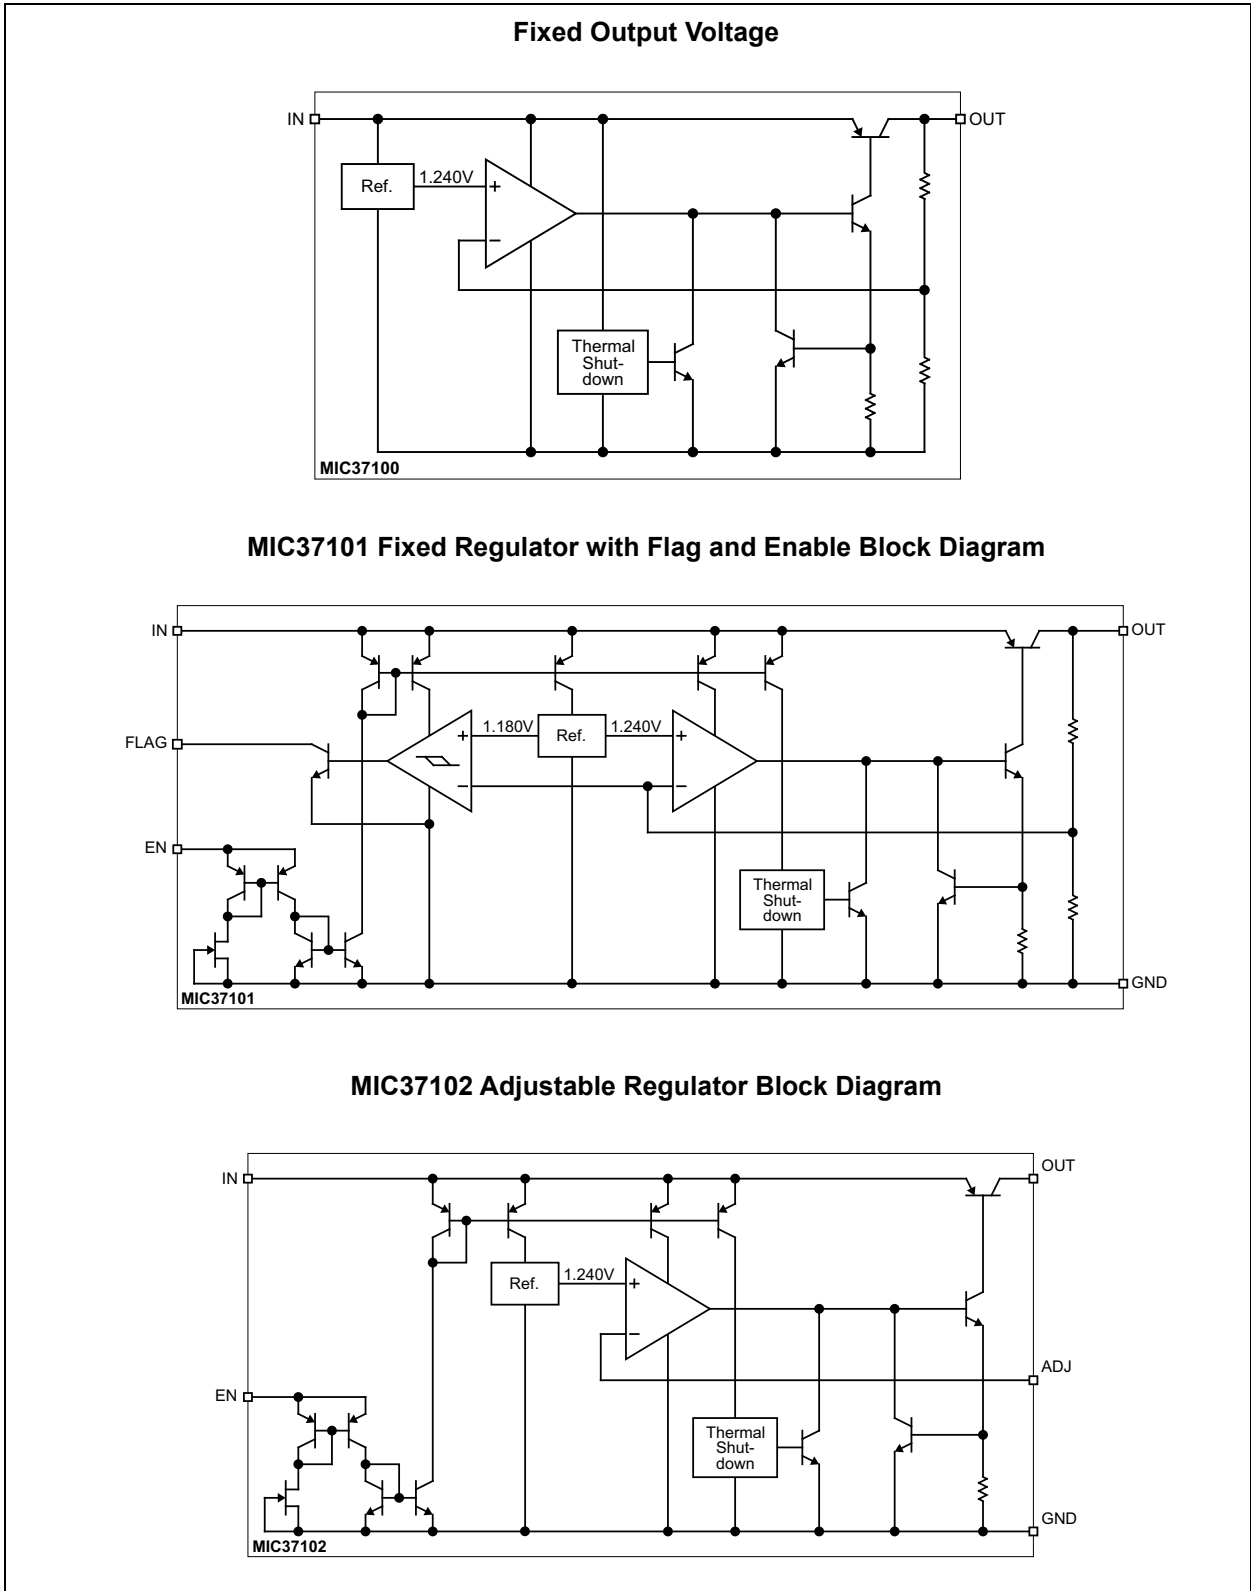 Fixed Output Voltage
IN
OUT
Ref.
1.240V
+
−
Thermal
Shut-
down
MIC37100
MIC37101 Fixed Regulator with Flag and Enable Block Diagram
IN
OUT
FLAG
+
1.180V
Ref.
1.240V
+
−
−
EN
Thermal
Shut-
down
GND
MIC37101
MIC37102 Adjustable Regulator Block Diagram
IN
OUT
Ref.
1.240V
+
−
ADJ
EN
Thermal
Shut-
down
GND
MIC37102